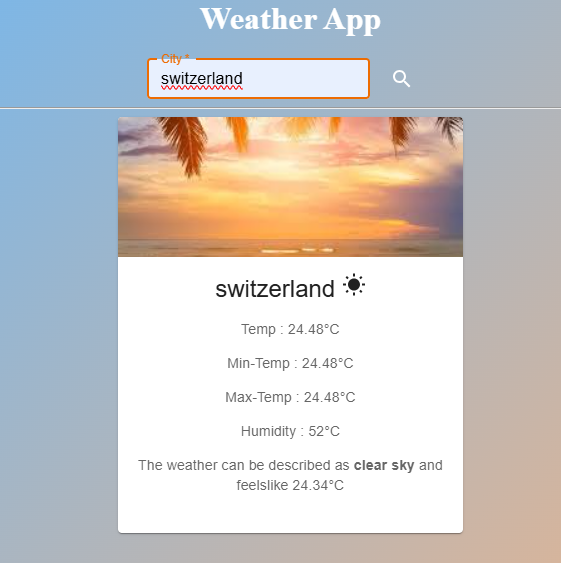 Weather App
City *
switzerland
switzerland
Temp : 24.48°C
Min-Temp : 24.48°C
Max-Temp : 24.48°C
Humidity : 52°C
The weather can be described as clear sky and
feelslike 24.34°C